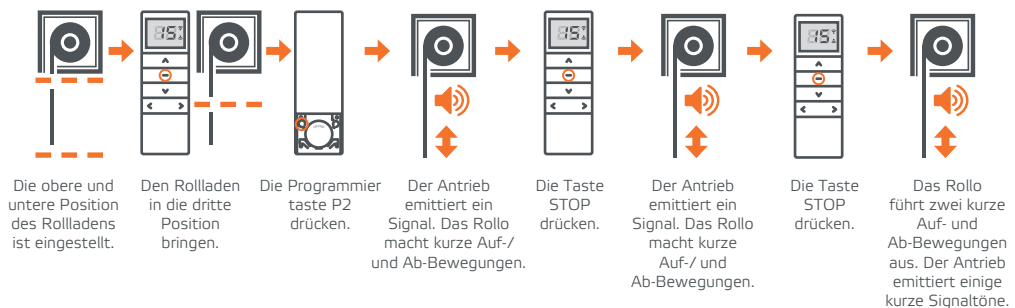 15
15
15
Die obere und
untere Position
des Rollladens
ist eingestellt.
Den Rollladen
in die dritte
Position
bringen.
Die Programmier
taste P2
drücken.
Der Antrieb
emittiert ein
Signal. Das Rollo
macht kurze Auf-/
und Ab-Bewegungen.
Die Taste
STOP
drücken.
Der Antrieb
emittiert ein
Signal. Das Rollo
macht kurze
Auf-/ und
Ab-Bewegungen.
Die Taste
STOP
drücken.
Das Rollo
führt zwei kurze
Auf- und
Ab-Bewegungen
aus. Der Antrieb
emittiert einige
kurze Signaltöne.